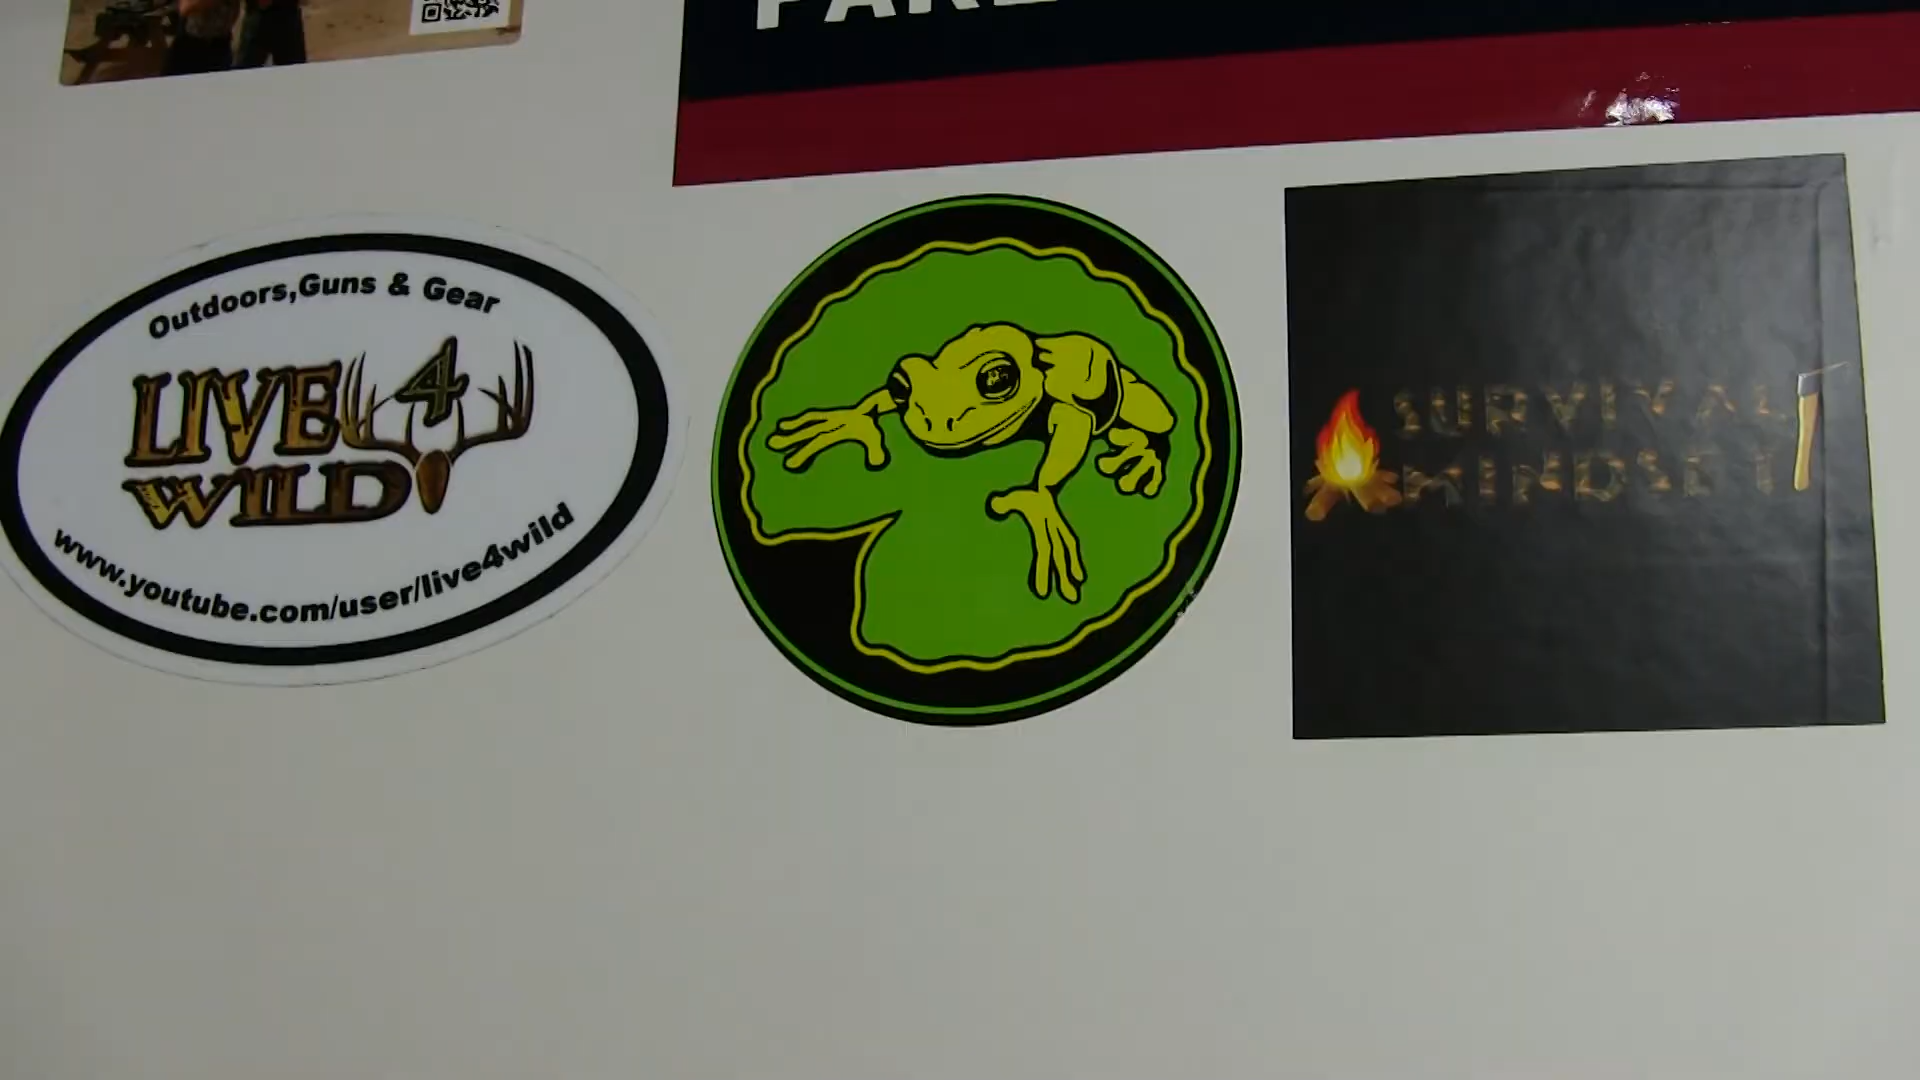 Outdoors,Guns & Gear
LIVE 4
WILD
www.youtube.com/user/live4wild
SURVIVAL
MINDSET